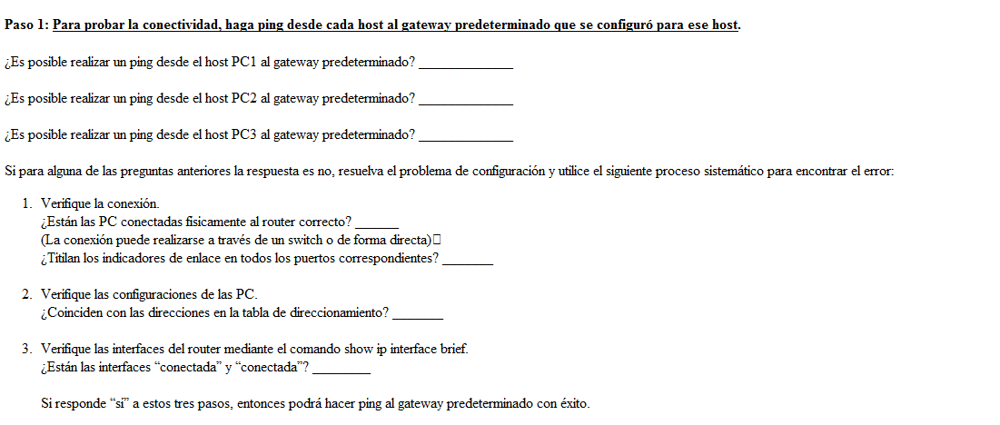 Paso 1: Para probar la conectividad, haga ping desde cada host al gateway predeterminado que se configuró para ese host.
¿Es posible realizar un ping desde el host PC1 al gateway predeterminado? _______________
¿Es posible realizar un ping desde el host PC2 al gateway predeterminado? _______________
¿Es posible realizar un ping desde el host PC3 al gateway predeterminado? _______________
Si para alguna de las preguntas anteriores la respuesta es no, resuelva el problema de configuración y utilice el siguiente proceso sistemático para encontrar el error:
1. Verifique la conexión.
¿Están las PC conectadas físicamente al router correcto? _______
(La conexión puede realizarse a través de un switch o de forma directa)
¿Titilan los indicadores de enlace en todos los puertos correspondientes? ________
2. Verifique las configuraciones de las PC.
¿Coinciden con las direcciones en la tabla de direccionamiento? ________
3. Verifique las interfaces del router mediante el comando show ip interface brief.
¿Están las interfaces “conectada” y “conectada”? _________
Si responde “sí” a estos tres pasos, entonces podrá hacer ping al gateway predeterminado con éxito.